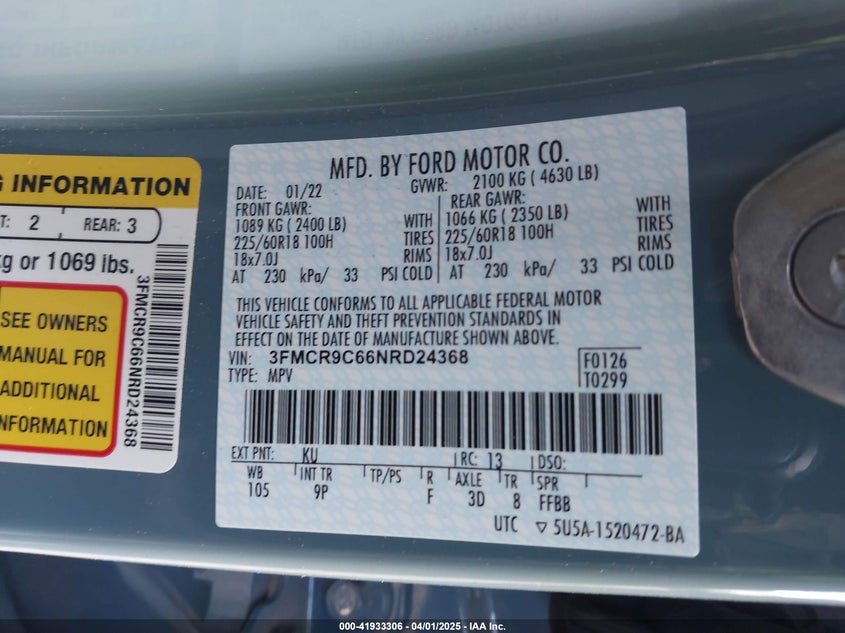 G INFORMATION
T: 2 REAR: 3
kg or 1069 lbs.
SEE OWNERS
MANUAL FOR
ADDITIONAL
INFORMATION
3FMCR9C66NRD24368
MFD. BY FORD MOTOR CO.
DATE: 01/22 GVWR: 2100 KG ( 4630 LB)
FRONT GAWR: REAR GAWR:
1089 KG ( 2400 LB) WITH 1066 KG ( 2350 LB) WITH
225/60R18 100H TIRES 225/60R18 100H TIRES
18x7.0J RIMS 18x7.0J RIMS
AT 230 kPa/ 33 PSI COLD AT 230 kPa/ 33 PSI COLD
THIS VEHICLE CONFORMS TO ALL APPLICABLE FEDERAL MOTOR
VEHICLE SAFETY AND THEFT PREVENTION STANDARDS IN
EFFECT ON THE DATE OF MANUFACTURE SHOWN ABOVE.
VIN: 3FMCR9C66NRD24368 F0126
TYPE: MPV T0299
EXT PNT: KU RC: 13 DSO:
WB INT TR TP/PS R AXLE TR SPR
105 9P F 3D 8 FFBB
UTC ▽ 5U5A-1520472-BA
000-41933306 - 04/01/2025 - IAA Inc.